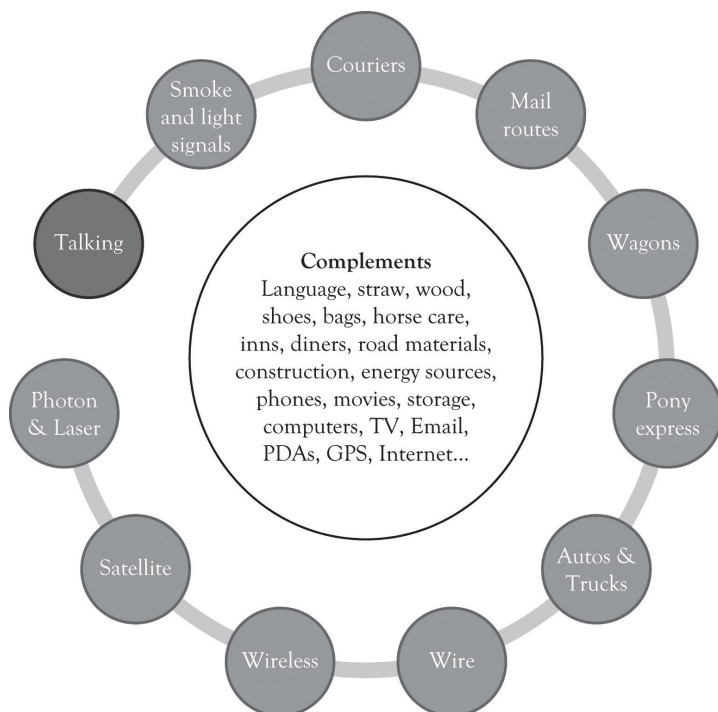 Talking
Smoke
and light
signals
Couriers
Mail
routes
Wagons
Pony
express
Autos &
Trucks
Wire
Wireless
Satellite
Photon
& Laser
Complements
Language, straw, wood,
shoes, bags, horse care,
inns, diners, road materials,
construction, energy sources,
phones, movies, storage,
computers, TV, Email,
PDAs, GPS, Internet...